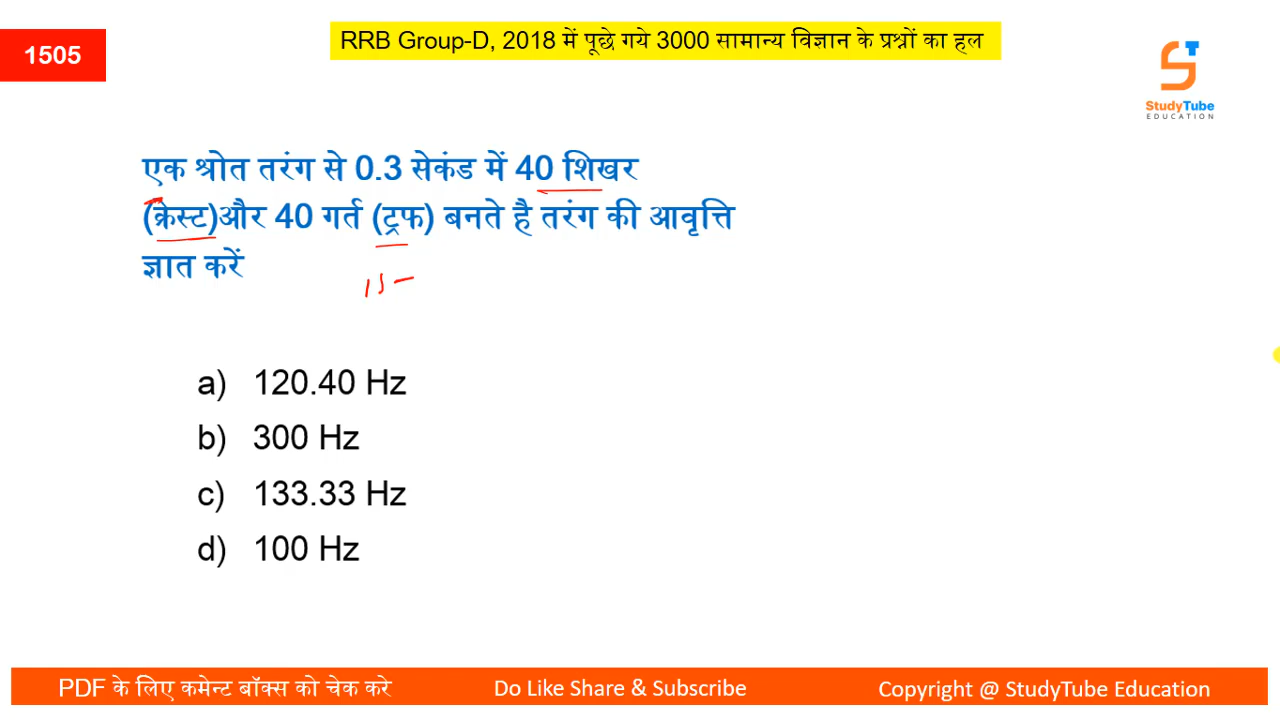 1505
RRB Group-D, 2018 में पूछे गये 3000 सामान्य विज्ञान के प्रश्नों का हल
StudyTube
EDUCATION
एक श्रोत तरंग से 0.3 सेकंड में 40 शिखर
(क्रेस्ट)और 40 गर्त (ट्रफ) बनते है तरंग की आवृत्ति
ज्ञात करें
a) 120.40 Hz
b) 300 Hz
c) 133.33 Hz
d) 100 Hz
PDF के लिए कमेन्ट बॉक्स को चेक करे
Do Like Share & Subscribe
Copyright @ StudyTube Education